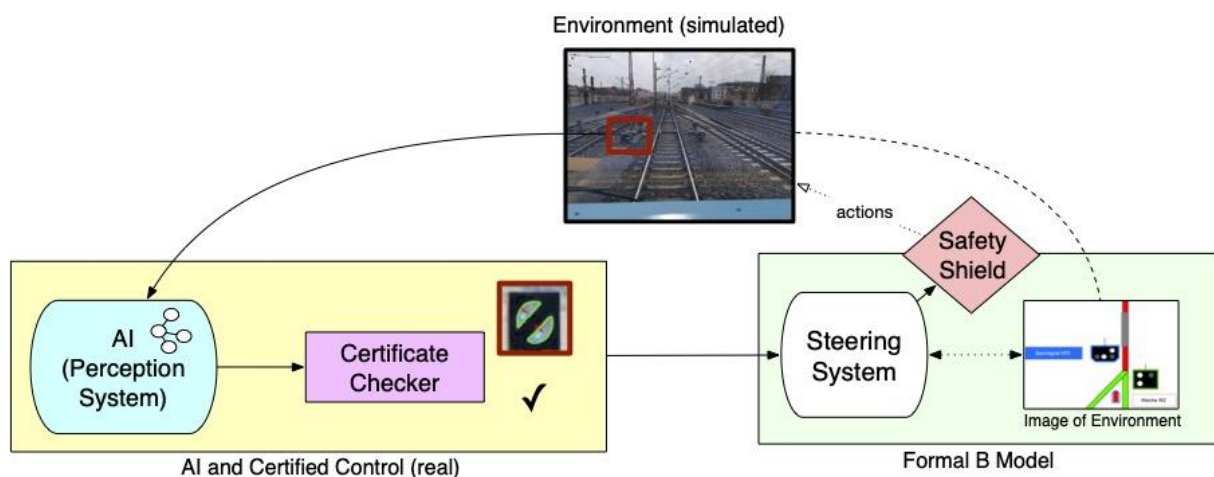 Environment (simulated)
actions
Safety
Shield
AI
(Perception
System)
Certificate
Checker
Steering
System
Image of Environment
AI and Certified Control (real)
Formal B Model